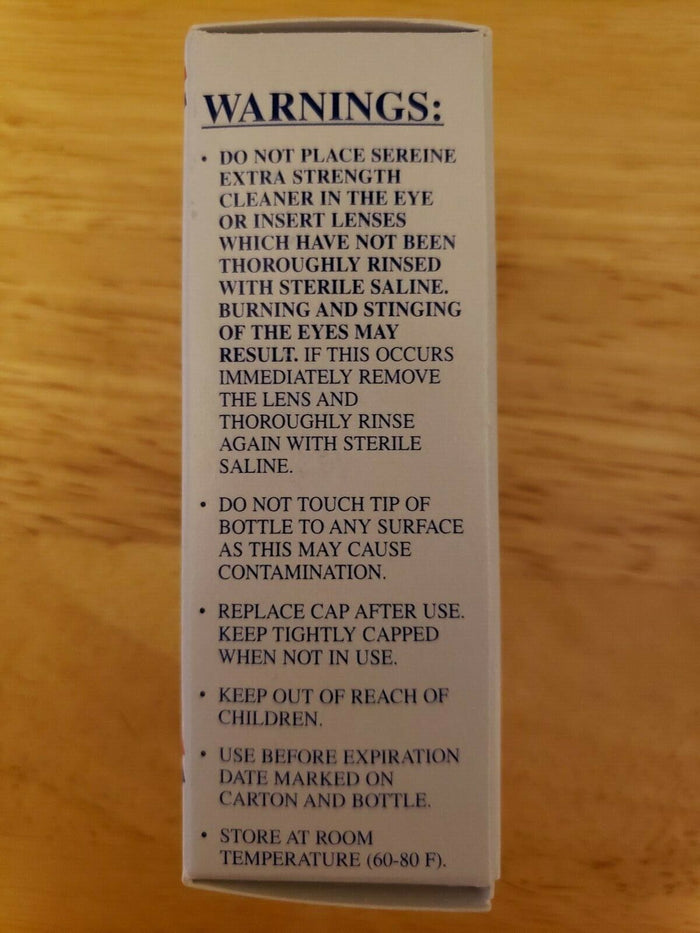 WARNINGS:
• DO NOT PLACE SEREINE
EXTRA STRENGTH
CLEANER IN THE EYE
OR INSERT LENSES
WHICH HAVE NOT BEEN
THOROUGHLY RINSED
WITH STERILE SALINE.
BURNING AND STINGING
OF THE EYES MAY
RESULT. IF THIS OCCURS
IMMEDIATELY REMOVE
THE LENS AND
THOROUGHLY RINSE
AGAIN WITH STERILE
SALINE.
• DO NOT TOUCH TIP OF
BOTTLE TO ANY SURFACE
AS THIS MAY CAUSE
CONTAMINATION.
• REPLACE CAP AFTER USE.
KEEP TIGHTLY CAPPED
WHEN NOT IN USE.
• KEEP OUT OF REACH OF
CHILDREN.
• USE BEFORE EXPIRATION
DATE MARKED ON
CARTON AND BOTTLE.
• STORE AT ROOM
TEMPERATURE (60-80 F).